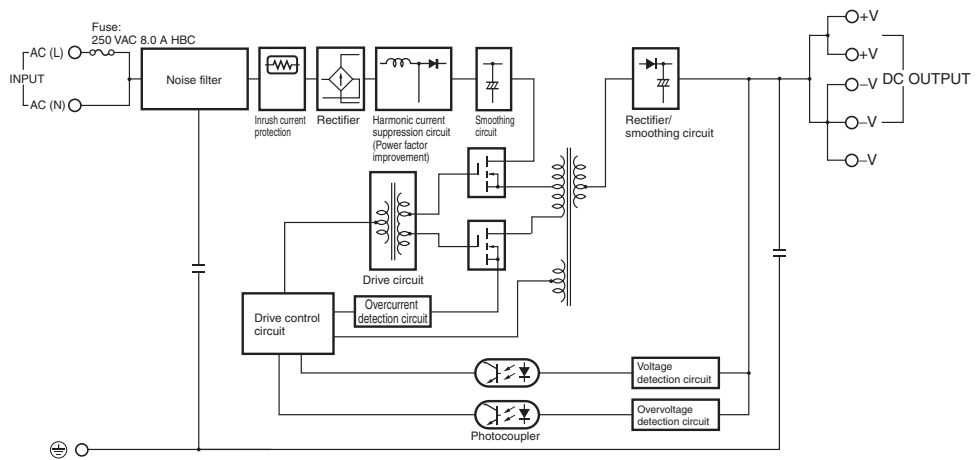 Fuse:
250 VAC 8.0 A HBC
AC (L)
INPUT
AC (N)
Noise filter
Inrush current
protection
Rectifier
Harmonic current
suppression circuit
(Power factor
improvement)
Smoothing
circuit
Rectifier/
smoothing circuit
+V
+V
DC OUTPUT
–V
–V
–V
Drive circuit
Drive control
circuit
Overcurrent
detection circuit
Voltage
detection circuit
Overvoltage
detection circuit
Photocoupler